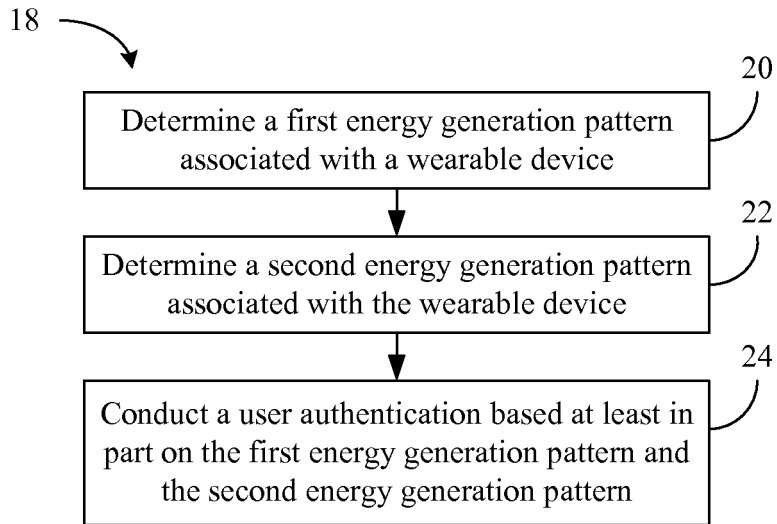 18
20
Determine a first energy generation pattern
associated with a wearable device
22
Determine a second energy generation pattern
associated with the wearable device
24
Conduct a user authentication based at least in
part on the first energy generation pattern and
the second energy generation pattern